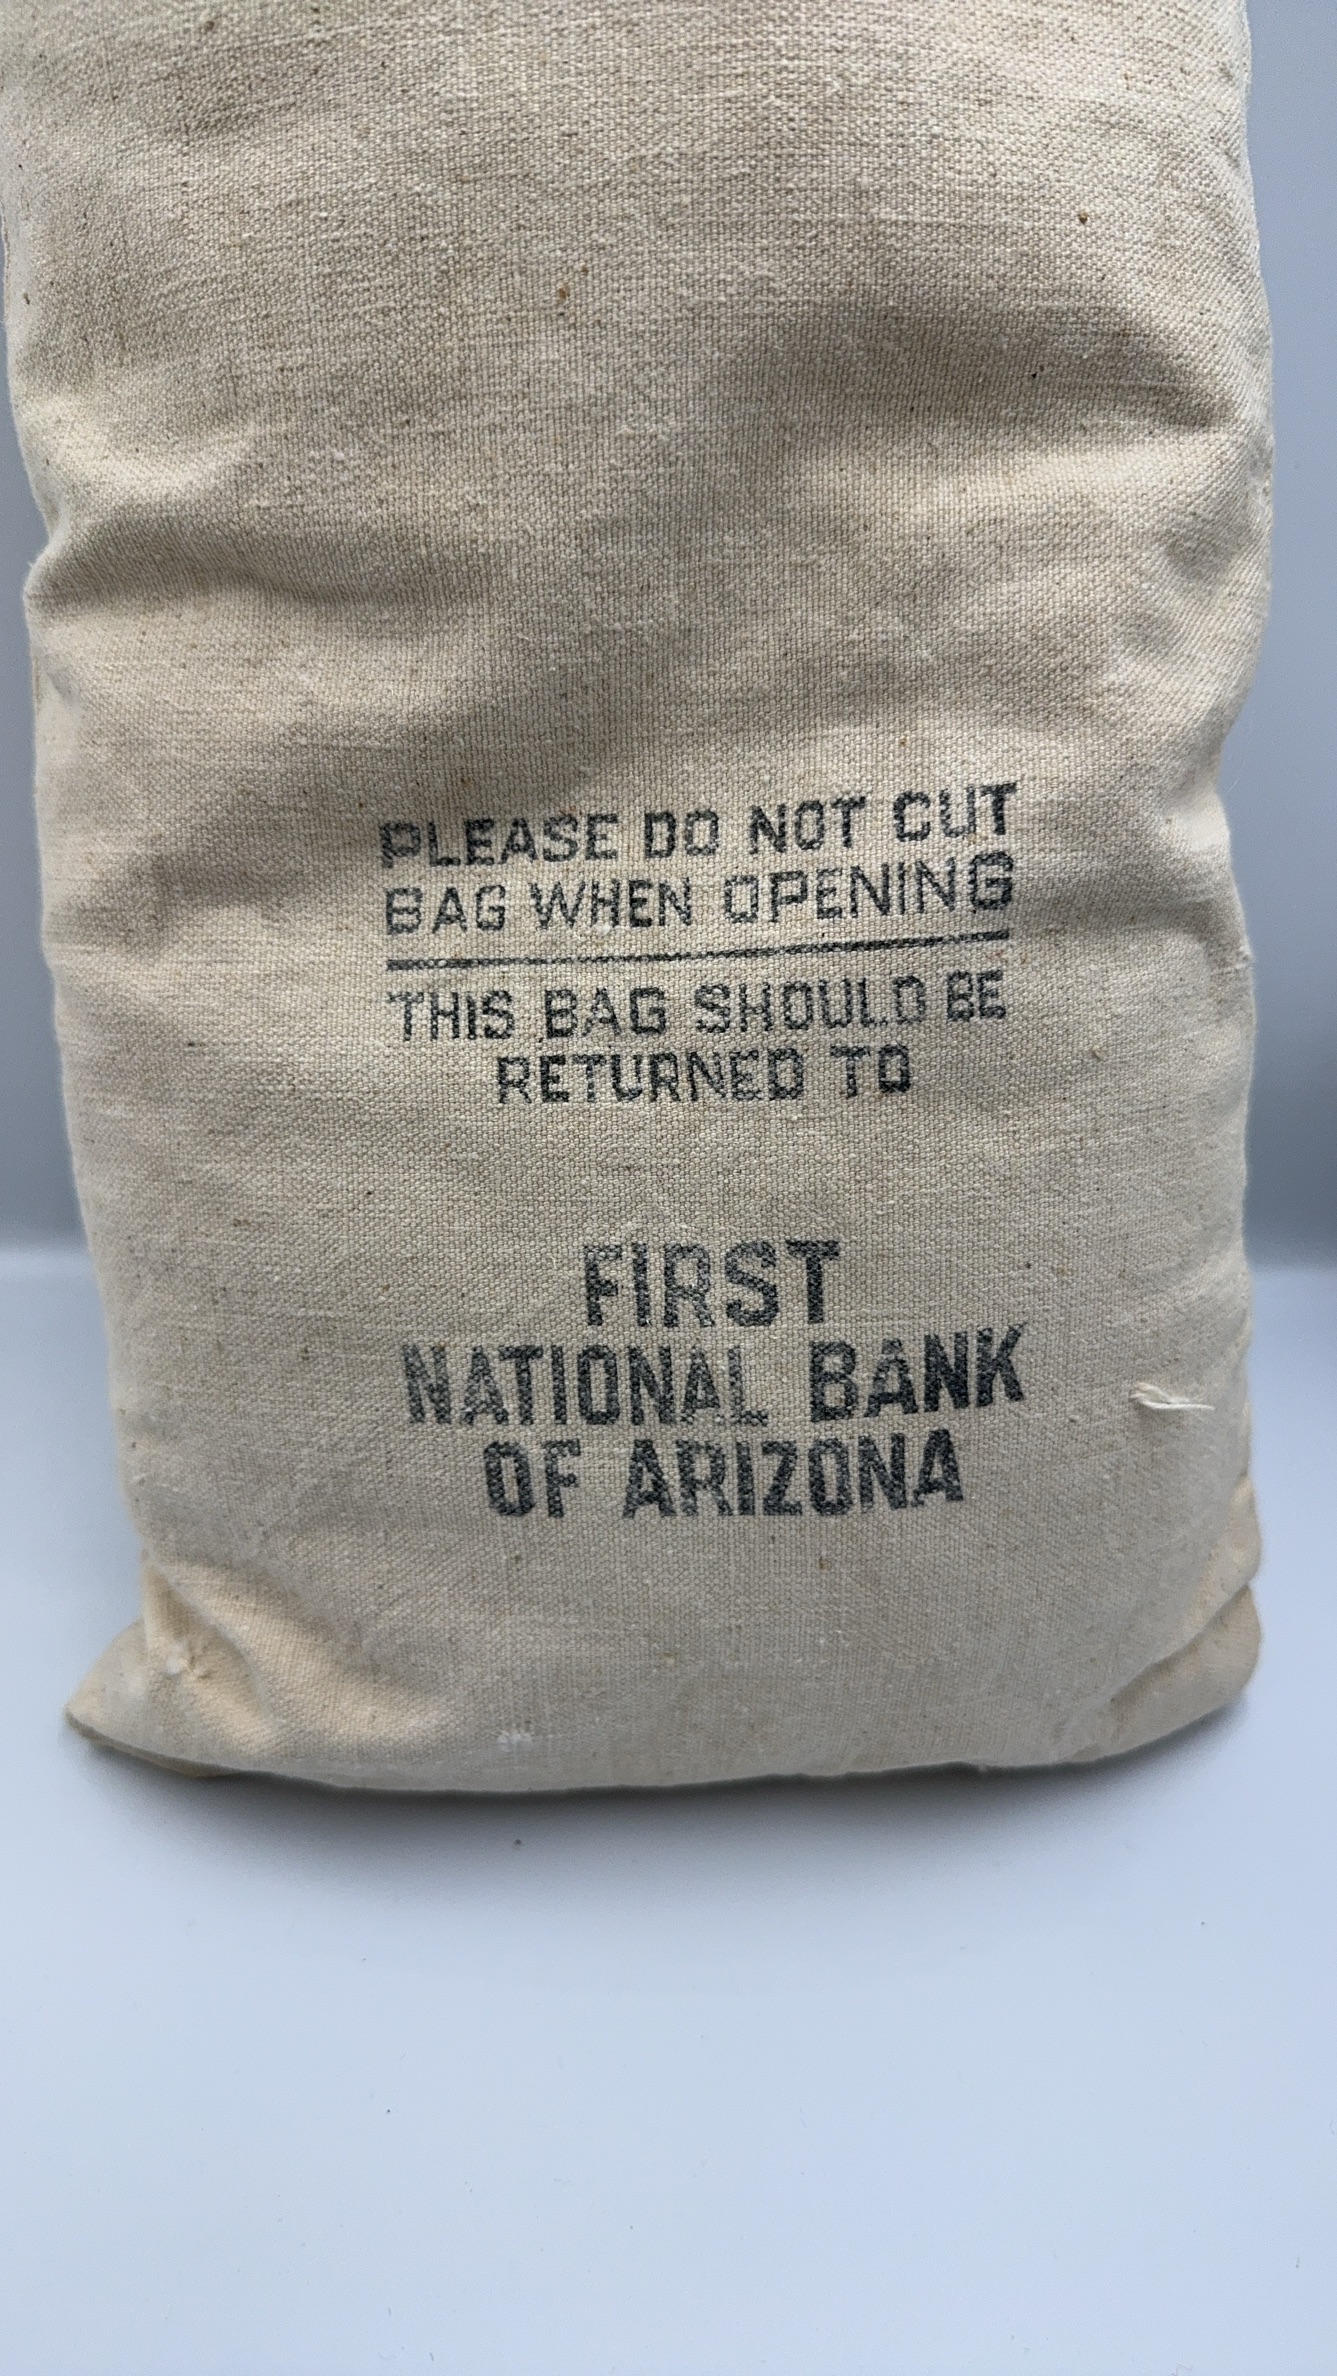 PLEASE DO NOT CUT
BAG WHEN OPENING
THIS BAG SHOULD BE
RETURNED TO
FIRST
NATIONAL BANK
OF ARIZONA